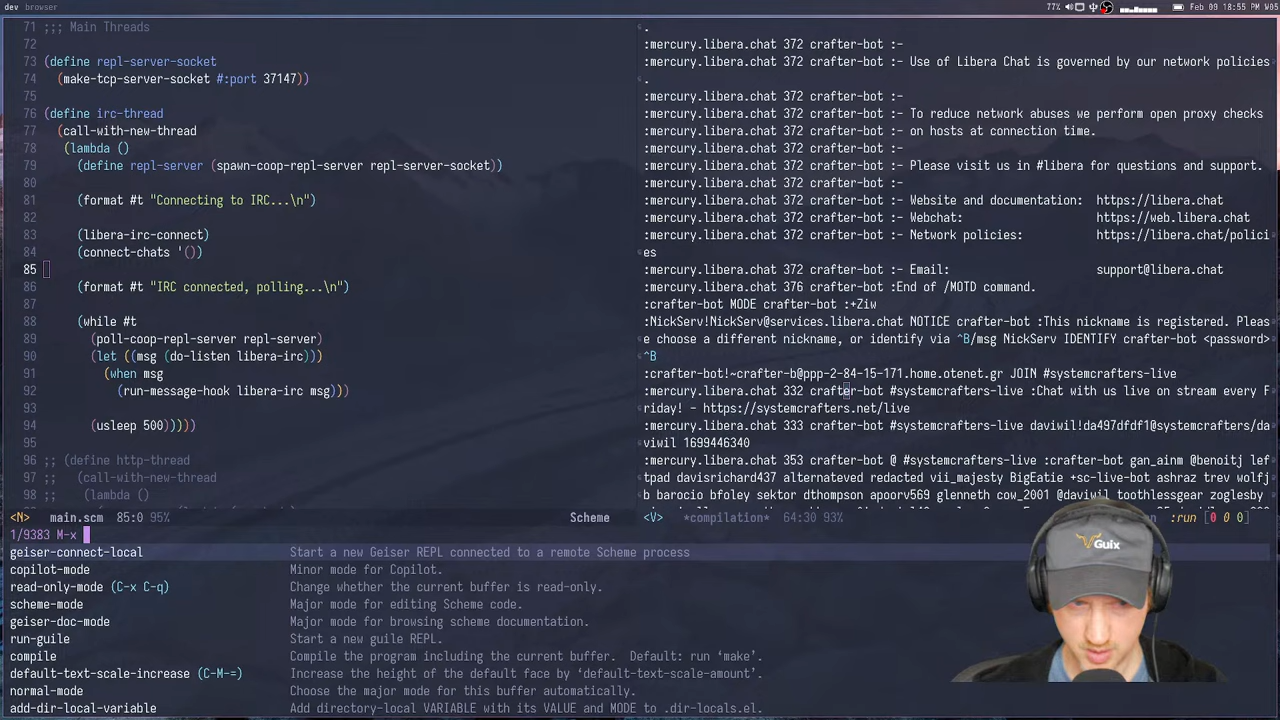 dev browser
77%
Feb 09 18:55 W05
71 ;;; Main Threads
72
73 (define repl-server-socket
74   (make-tcp-server-socket #:port 37147))
75
76 (define irc-thread
77   (call-with-new-thread
78    (lambda ()
79      (define repl-server (spawn-coop-repl-server repl-server-socket))
80
81      (format #t "Connecting to IRC...\n")
82
83      (libera-irc-connect)
84      (connect-chats '())
85
86      (format #t "IRC connected, polling...\n")
87
88      (while #t
89        (poll-coop-repl-server repl-server)
90        (let ((msg (do-listen libera-irc)))
91          (when msg
92            (run-message-hook libera-irc msg)))
93
94        (usleep 500)))))
95
96 ;; (define http-thread
97 ;;   (call-with-new-thread
98 ;;    (lambda ()
<N> main.scm 85:0 95% Scheme
.
:mercury.libera.chat 372 crafter-bot :-
:mercury.libera.chat 372 crafter-bot :- Use of Libera Chat is governed by our network policies
.
:mercury.libera.chat 372 crafter-bot :-
:mercury.libera.chat 372 crafter-bot :- To reduce network abuses we perform open proxy checks
:mercury.libera.chat 372 crafter-bot :- on hosts at connection time.
:mercury.libera.chat 372 crafter-bot :-
:mercury.libera.chat 372 crafter-bot :- Please visit us in #libera for questions and support.
:mercury.libera.chat 372 crafter-bot :-
:mercury.libera.chat 372 crafter-bot :- Website and documentation: https://libera.chat
:mercury.libera.chat 372 crafter-bot :- Webchat: https://web.libera.chat
:mercury.libera.chat 372 crafter-bot :- Network policies: https://libera.chat/polici
es
:mercury.libera.chat 372 crafter-bot :- Email: support@libera.chat
:mercury.libera.chat 376 crafter-bot :End of /MOTD command.
:crafter-bot MODE crafter-bot :+Ziw
:NickServ!NickServ@services.libera.chat NOTICE crafter-bot :This nickname is registered. Pleas
e choose a different nickname, or identify via ^B/msg NickServ IDENTIFY crafter-bot <password>
^B
:crafter-bot!~crafter-b@ppp-2-84-15-171.home.otenet.gr JOIN #systemcrafters-live
:mercury.libera.chat 332 crafter-bot #systemcrafters-live :Chat with us live on stream every F
riday! - https://systemcrafters.net/live
:mercury.libera.chat 333 crafter-bot #systemcrafters-live daviwil!da497dfdf1@systemcrafters/da
viwil 1699446340
:mercury.libera.chat 353 crafter-bot @ #systemcrafters-live :crafter-bot gan_ainm @benoitj lef
tpad davisrichard437 alternateved redacted vii_majesty BigEatie +sc-live-bot ashraz trev wolfj
b barocio bfoley sektor dthompson apoorv569 glenneth cow_2001 @daviwil toothlessgear zoglesby
<V> *compilation* 64:30 93% :run [0 0 0]
1/9383 M-x
geiser-connect-local Start a new Geiser REPL connected to a remote Scheme process
copilot-mode Minor mode for Copilot.
read-only-mode (C-x C-q) Change whether the current buffer is read-only.
scheme-mode Major mode for editing Scheme code.
geiser-doc-mode Major mode for browsing scheme documentation.
run-guile Start a new guile REPL.
compile Compile the program including the current buffer.  Default: run ‘make’.
default-text-scale-increase (C-M-=) Increase the height of the default face by ‘default-text-scale-amount’.
normal-mode Choose the major mode for this buffer automatically.
add-dir-local-variable Add directory-local VARIABLE with its VALUE and MODE to .dir-locals.el.
Guix